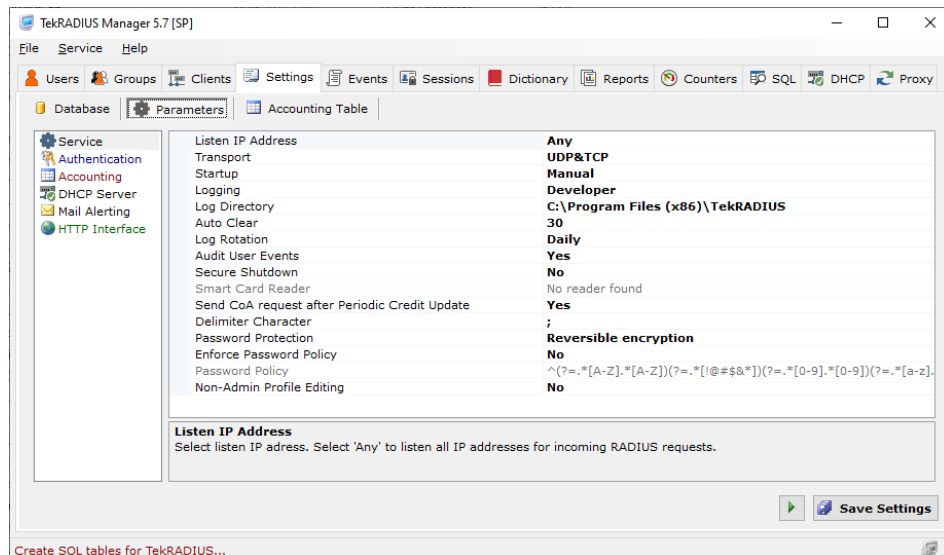 TekRADIUS Manager 5.7 [SP]
File Service Help
Users Groups Clients Settings Events Sessions Dictionary Reports Counters SQL DHCP Proxy
Database Parameters Accounting Table
Service
Authentication
Accounting
DHCP Server
Mail Alerting
HTTP Interface
Listen IP Address Any
Transport UDP&TCP
Startup Manual
Logging Developer
Log Directory C:\Program Files (x86)\TekRADIUS
Auto Clear 30
Log Rotation Daily
Audit User Events Yes
Secure Shutdown No
Smart Card Reader No reader found
Send CoA request after Periodic Credit Update Yes
Delimiter Character ;
Password Protection Reversible encryption
Enforce Password Policy No
Password Policy ^(?=.*[A-Z].*[A-Z])(?=.*[!@#$&*])(?=.*[0-9].*[0-9])(?=.*[a-z].
Non-Admin Profile Editing No
Listen IP Address
Select listen IP adress. Select 'Any' to listen all IP addresses for incoming RADIUS requests.
Save Settings
Create SQL tables for TekRADIUS...